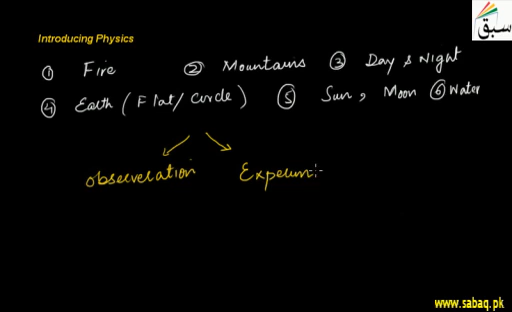 سبق
Introducing Physics
① Fire ② Mountains ③ Day & Night
④ Earth (Flat/Circle) ⑤ Sun, Moon ⑥ Water
Observeration Experim
www.sabaq.pk